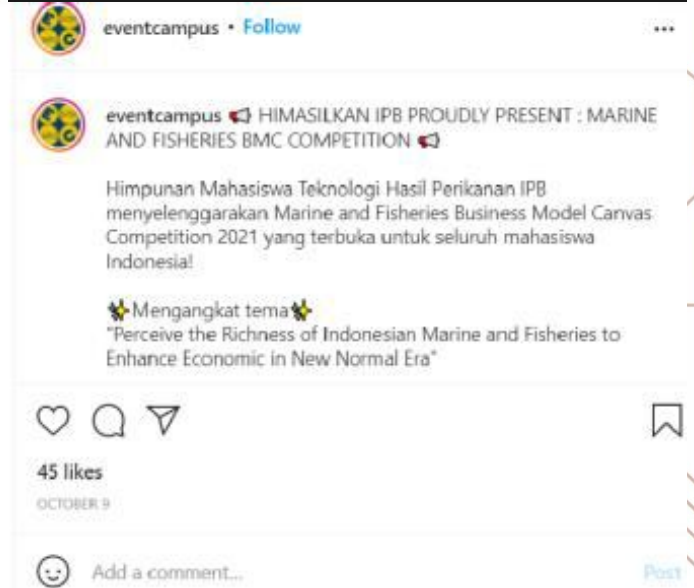 eventcampus • Follow
...
eventcampus 📢 HIMASILKAN IPB PROUDLY PRESENT : MARINE
AND FISHERIES BMC COMPETITION 📢
Himpunan Mahasiswa Teknologi Hasil Perikanan IPB
menyelenggarakan Marine and Fisheries Business Model Canvas
Competition 2021 yang terbuka untuk seluruh mahasiswa
Indonesia!
✨Mengangkat tema✨
"Perceive the Richness of Indonesian Marine and Fisheries to
Enhance Economic in New Normal Era"
45 likes
OCTOBER 9
Add a comment...
Post